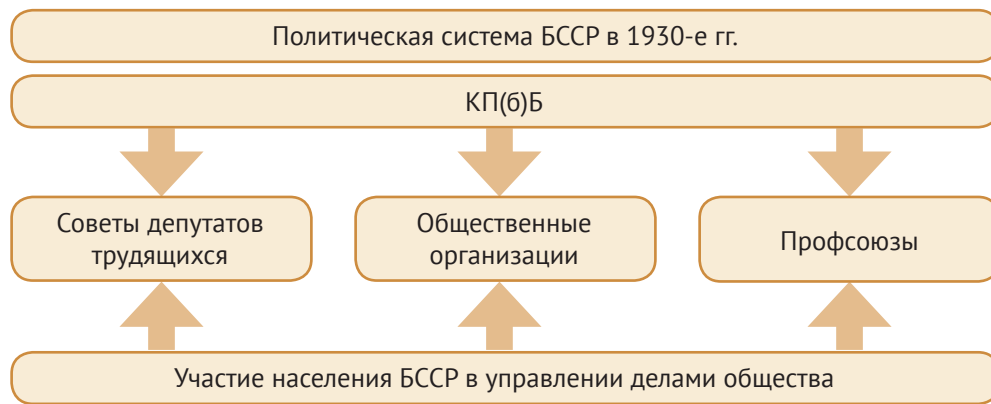 Политическая система БССР в 1930-е гг.
КП(б)Б
Советы депутатов
трудящихся
Общественные
организации
Профсоюзы
Участие населения БССР в управлении делами общества